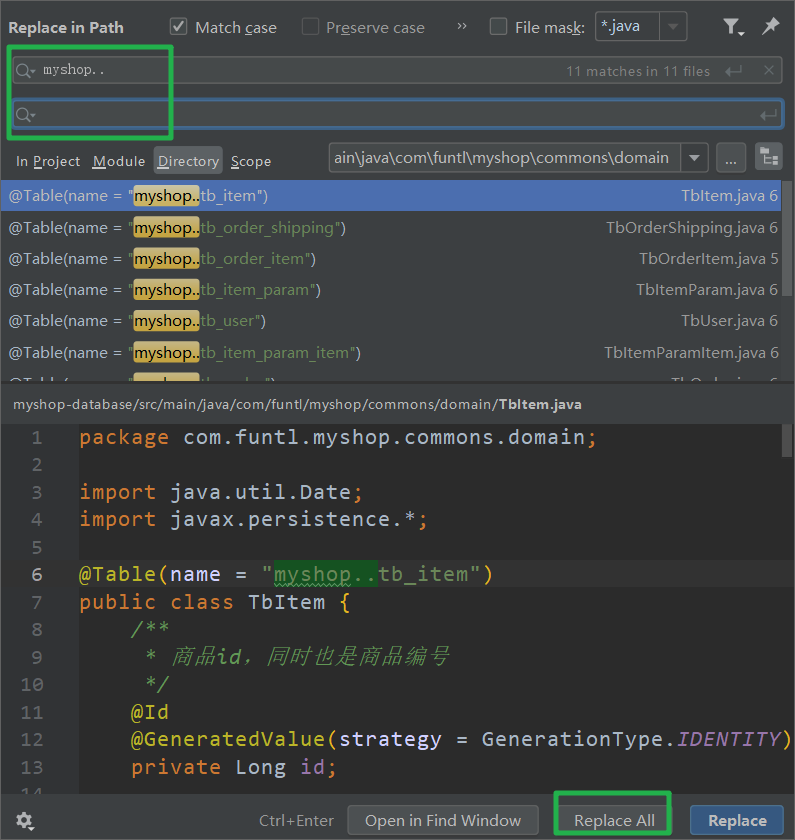 Replace in Path Match case Preserve case » File mask: *.java
myshop.. 11 matches in 11 files
In Project Module Directory Scope ain\java\com\funtl\myshop\commons\domain ...
@Table(name = "myshop..tb_item") TbItem.java 6
@Table(name = "myshop..tb_order_shipping") TbOrderShipping.java 6
@Table(name = "myshop..tb_order_item") TbOrderItem.java 5
@Table(name = "myshop..tb_item_param") TbItemParam.java 6
@Table(name = "myshop..tb_user") TbUser.java 6
@Table(name = "myshop..tb_item_param_item") TbItemParamItem.java 6
myshop-database/src/main/java/com/funtl/myshop/commons/domain/TbItem.java
1 package com.funtl.myshop.commons.domain;
2
3 import java.util.Date;
4 import javax.persistence.*;
5
6 @Table(name = "myshop..tb_item")
7 public class TbItem {
8 /**
9 * 商品id，同时也是商品编号
10 */
11 @Id
12 @GeneratedValue(strategy = GenerationType.IDENTITY)
13 private Long id;
Ctrl+Enter Open in Find Window Replace All Replace